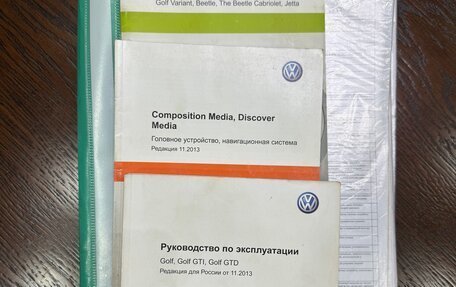 Golf Variant, Beetle, The Beetle Cabriolet, Jetta
Composition Media, Discover
Media
Головное устройство, навигационная система
Редакция 11.2013
Руководство по эксплуатации
Golf, Golf GTI, Golf GTD
Редакция для России от 11.2013